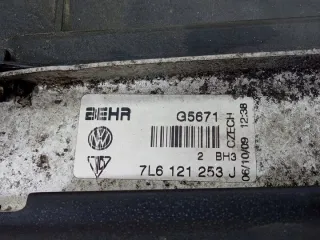 BEHR G5671
2 BH3
7L6 121 253 J
CZECH
06/10/09 12:38